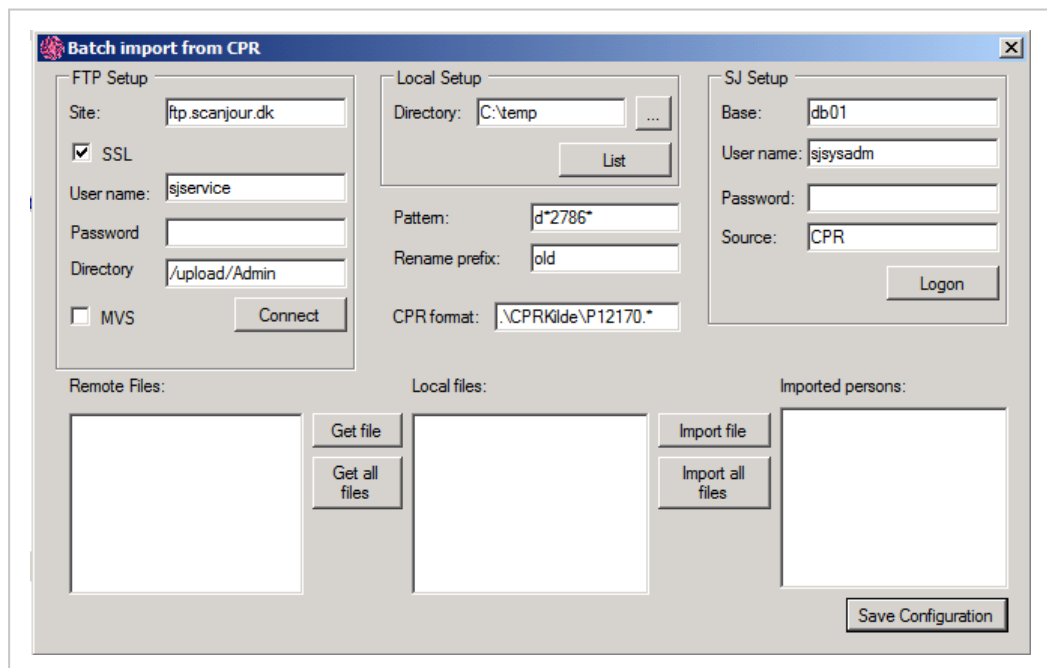 Batch import from CPR
FTP Setup
Site: ftp.scanjour.dk
SSL
User name: sjservice
Password
Directory /upload/Admin
MVS Connect
Local Setup
Directory: C:\temp ...
List
Pattern: d*2786*
Rename prefix: old
CPR format: .\CPRKilde\P12170.*
SJ Setup
Base: db01
User name: sjsysadm
Password:
Source: CPR
Logon
Remote Files:
Get file
Get all
files
Local files:
Import file
Import all
files
Imported persons:
Save Configuration